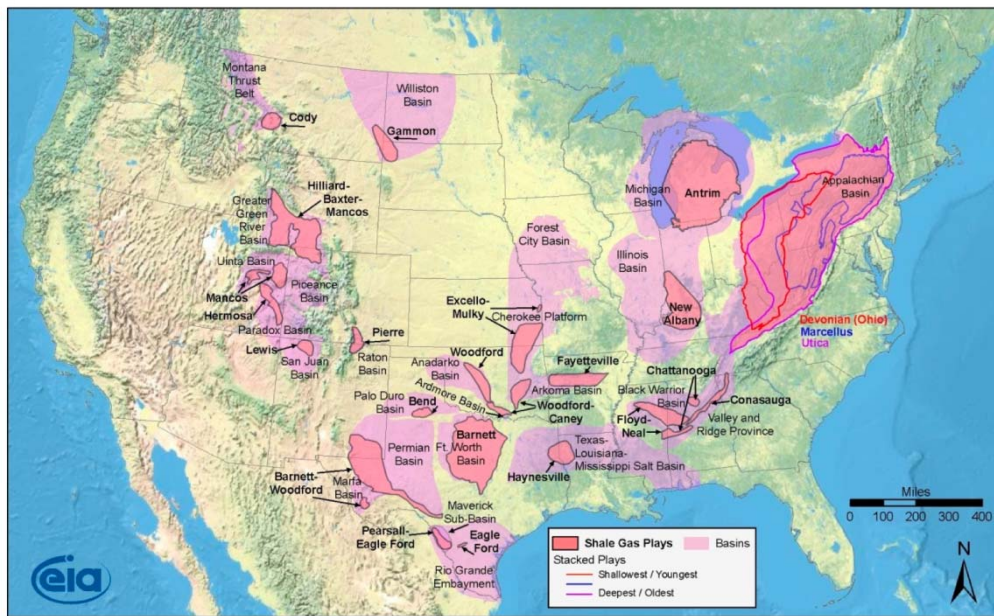 Montana
Thrust
Belt
Cody
Williston
Basin
Gammon
Hilliard-
Baxter-
Mancos
Greater
Green
River
Basin
Uinta Basin
Mancos
Piceance
Basin
Hermosa
Paradox Basin
Lewis
San Juan
Basin
Pierre
Raton
Basin
Michigan
Basin
Antrim
Appalachian
Basin
Forest
City Basin
Illinois
Basin
New
Albany
Excello-
Mulky
Cherokee Platform
Devonian (Ohio)
Marcellus
Utica
Anadarko
Basin
Woodford
Fayetteville
Arkoma Basin
Chattanooga
Black Warrior
Basin
Conasauga
Valley and
Ridge Province
Floyd-
Neal
Palo Duro
Basin
Bend
Ardmore Basin
Woodford-
Caney
Permian
Basin
Ft. Worth
Basin
Barnett
Texas-
Louisiana-
Mississippi Salt Basin
Haynesville
Barnett-
Woodford
Marfa
Basin
Maverick
Sub-Basin
Pearsall-
Eagle Ford
Eagle
Ford
Rio Grande
Embayment
Miles
0 100 200 300 400
N
Shale Gas Plays
Basins
Stacked Plays
Shallowest / Youngest
Deepest / Oldest
eia